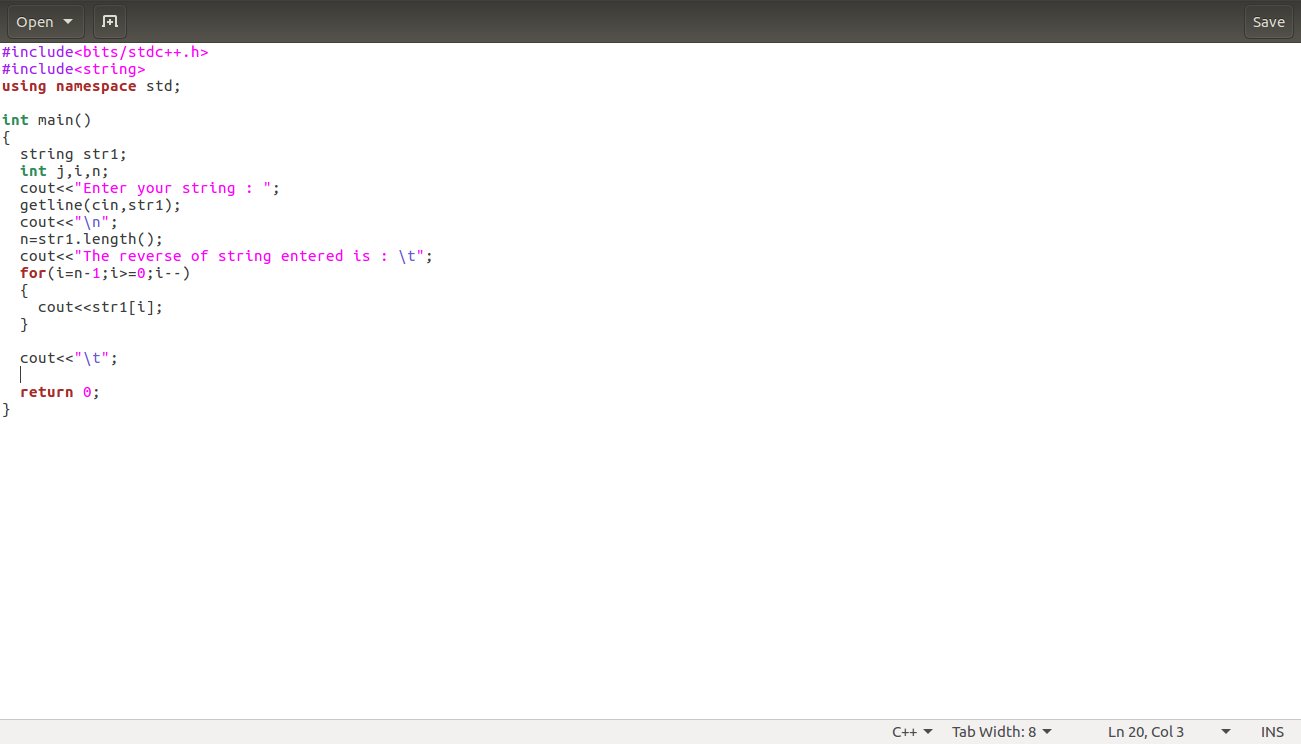 Open Save
#include<bits/stdc++.h>
#include<string>
using namespace std;

int main()
{
  string str1;
  int j,i,n;
  cout<<"Enter your string : ";
  getline(cin,str1);
  cout<<"\n";
  n=str1.length();
  cout<<"The reverse of string entered is : \t";
  for(i=n-1;i>=0;i--)
  {
    cout<<str1[i];
  }

  cout<<"\t";

  return 0;
}
C++ Tab Width: 8 Ln 20, Col 3 INS